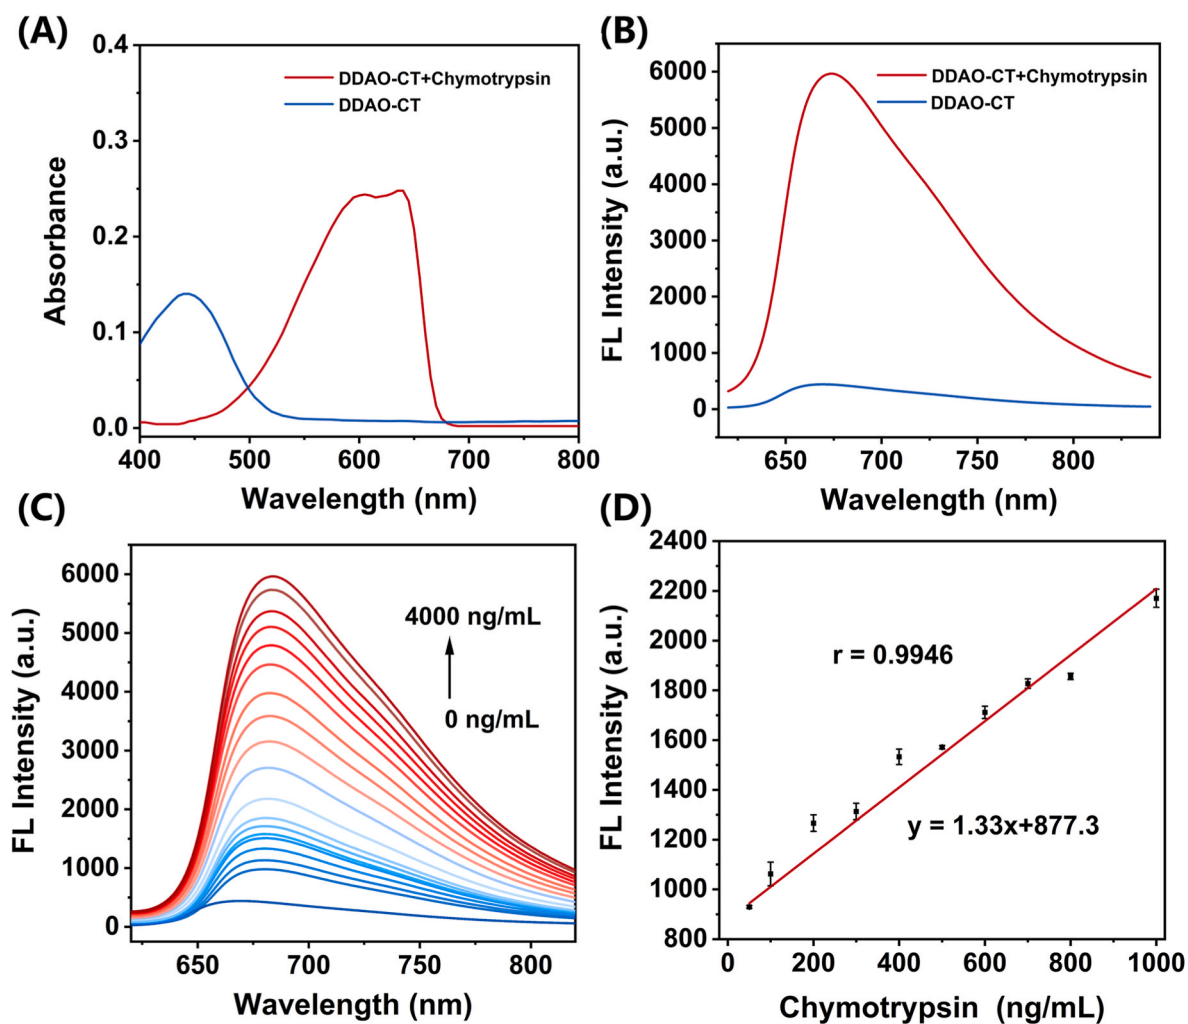 (A)
0.4
0.3
0.2
0.1
0.0
400 500 600 700 800
Absorbance
Wavelength (nm)
DDAO-CT+Chymotrypsin
DDAO-CT
(B)
6000
5000
4000
3000
2000
1000
0
650 700 750 800
FL Intensity (a.u.)
Wavelength (nm)
DDAO-CT+Chymotrypsin
DDAO-CT
(C)
6000
5000
4000
3000
2000
1000
0
650 700 750 800
FL Intensity (a.u.)
Wavelength (nm)
4000 ng/mL
0 ng/mL
(D)
2400
2200
2000
1800
1600
1400
1200
1000
800
0 200 400 600 800 1000
FL Intensity (a.u.)
Chymotrypsin (ng/mL)
r = 0.9946
y = 1.33x+877.3